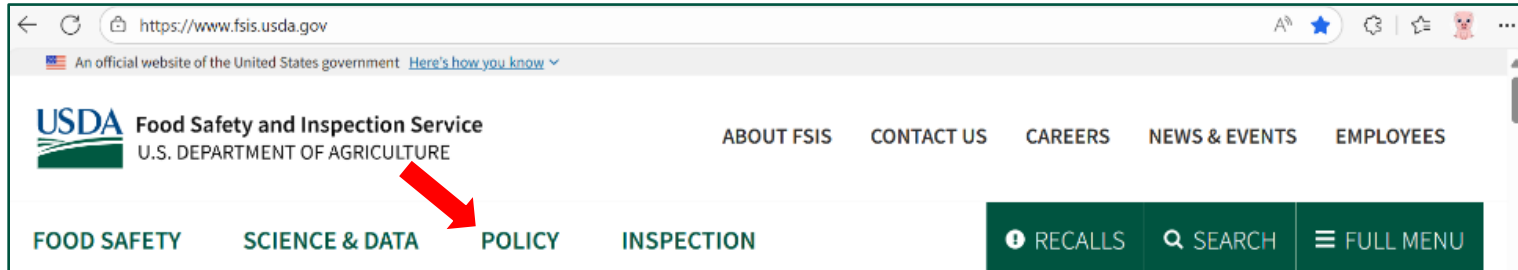 https://www.fsis.usda.gov
An official website of the United States government Here's how you know
USDA Food Safety and Inspection Service
U.S. DEPARTMENT OF AGRICULTURE
ABOUT FSIS CONTACT US CAREERS NEWS & EVENTS EMPLOYEES
FOOD SAFETY SCIENCE & DATA POLICY INSPECTION RECALLS SEARCH FULL MENU